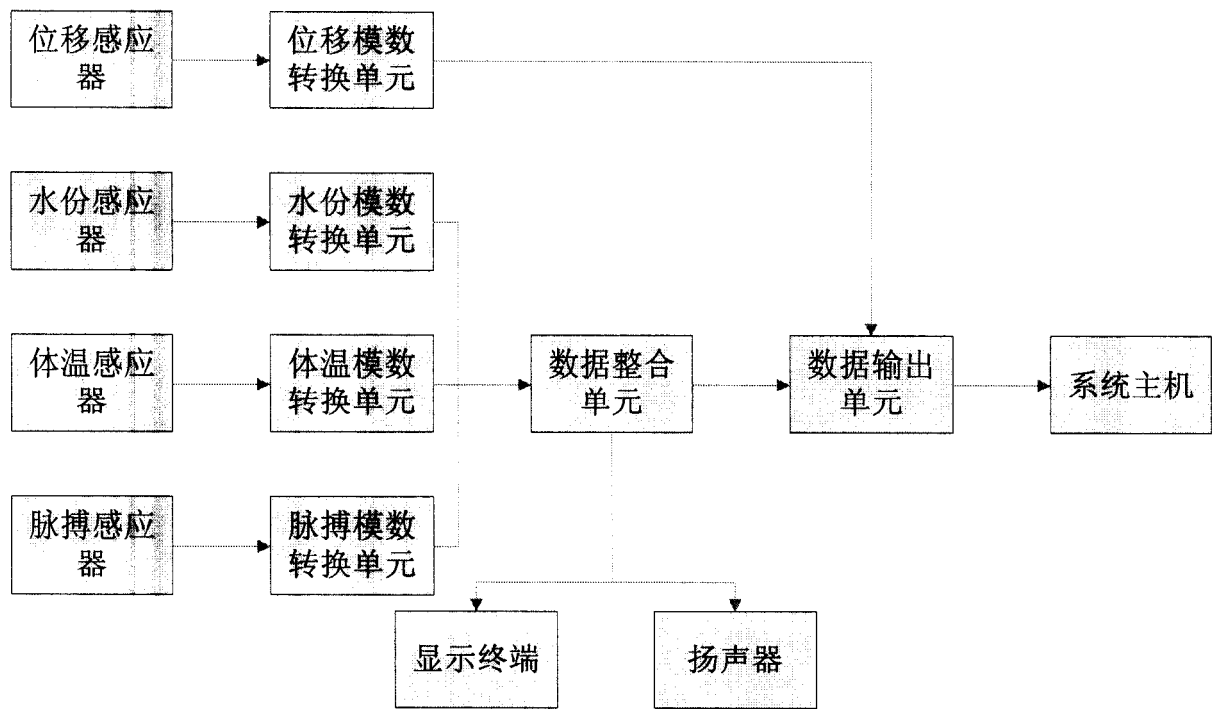 位移感应
器
位移模数
转换单元
水份感应
器
水份模数
转换单元
体温感应
器
体温模数
转换单元
数据整合
单元
数据输出
单元
系统主机
脉搏感应
器
脉搏模数
转换单元
显示终端
扬声器